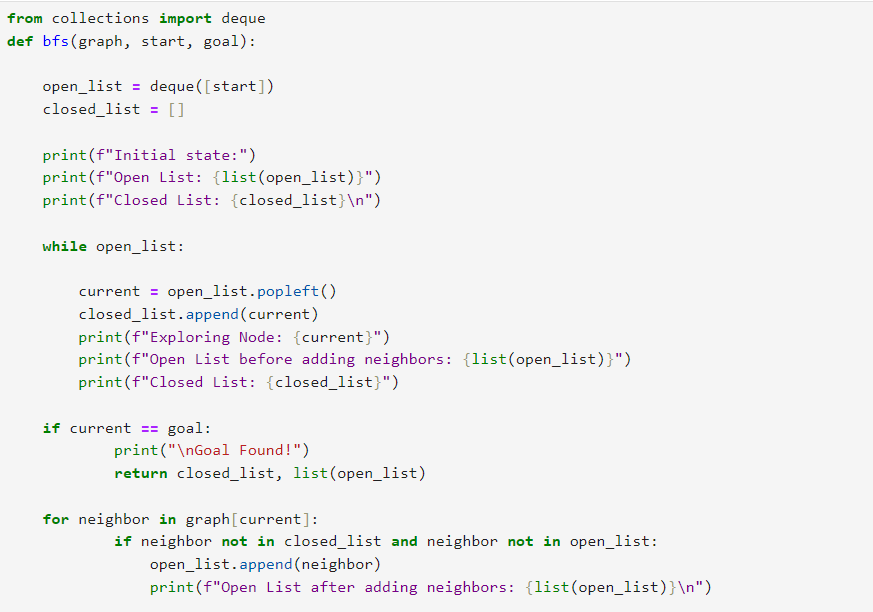 from collections import deque
def bfs(graph, start, goal):

    open_list = deque([start])
    closed_list = []

    print(f"Initial state:")
    print(f"Open List: {list(open_list)}")
    print(f"Closed List: {closed_list}\n")

    while open_list:

        current = open_list.popleft()
        closed_list.append(current)
        print(f"Exploring Node: {current}")
        print(f"Open List before adding neighbors: {list(open_list)}")
        print(f"Closed List: {closed_list}")

    if current == goal:
            print("\nGoal Found!")
            return closed_list, list(open_list)

    for neighbor in graph[current]:
            if neighbor not in closed_list and neighbor not in open_list:
                open_list.append(neighbor)
                print(f"Open List after adding neighbors: {list(open_list)}\n")